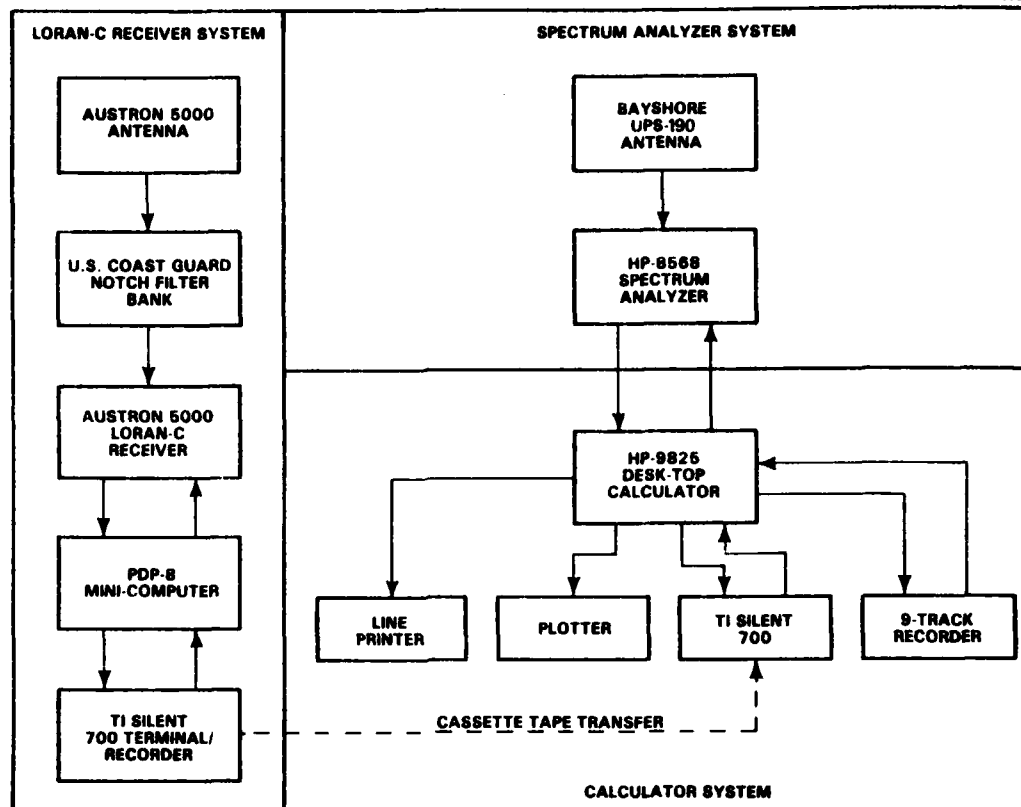 LORAN-C RECEIVER SYSTEM
AUSTRON 5000
ANTENNA
U.S. COAST GUARD
NOTCH FILTER
BANK
AUSTRON 5000
LORAN-C
RECEIVER
PDP-8
MINI-COMPUTER
TI SILENT
700 TERMINAL/
RECORDER
SPECTRUM ANALYZER SYSTEM
BAYSHORE
UPS-190
ANTENNA
HP-8568
SPECTRUM
ANALYZER
HP-9825
DESK-TOP
CALCULATOR
LINE
PRINTER
PLOTTER
TI SILENT
700
9-TRACK
RECORDER
CASSETTE TAPE TRANSFER
CALCULATOR SYSTEM